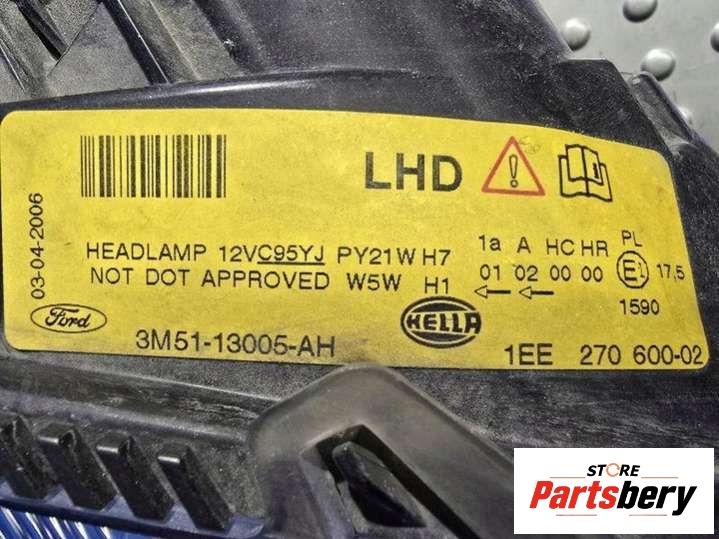 LHD
03-04-2006
HEADLAMP 12VC95YJ PY21W H7
NOT DOT APPROVED W5W H1
1a A HC HR PL
01 02 00 00 E1 17,5
1590
Ford
3M51-13005-AH
HELLA
1EE 270 600-02
STORE
Partsbery